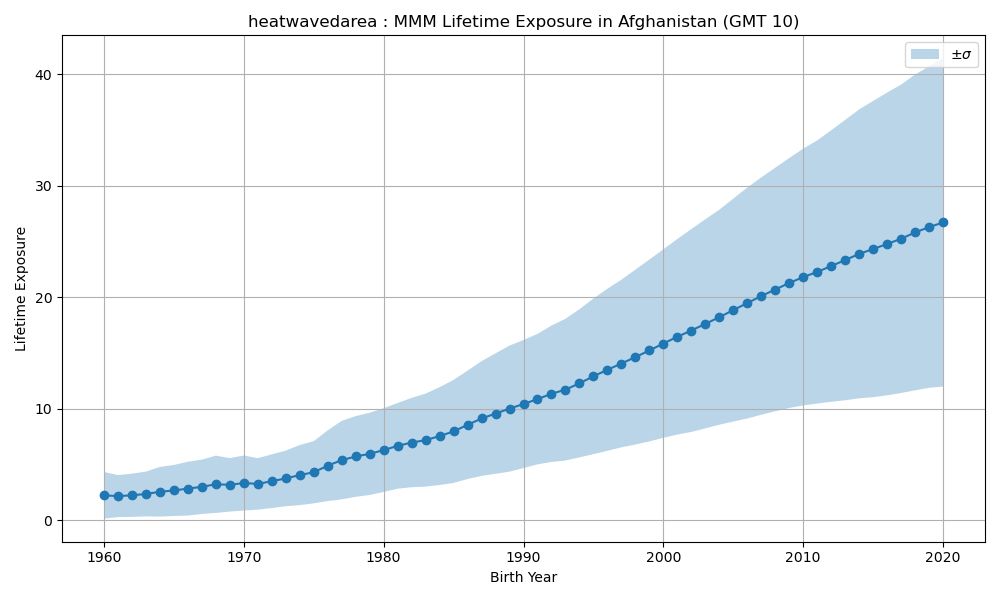 heatwavedarea : MMM Lifetime Exposure in Afghanistan (GMT 10)
±σ
Lifetime Exposure
40
30
20
10
0
1960 1970 1980 1990 2000 2010 2020
Birth Year